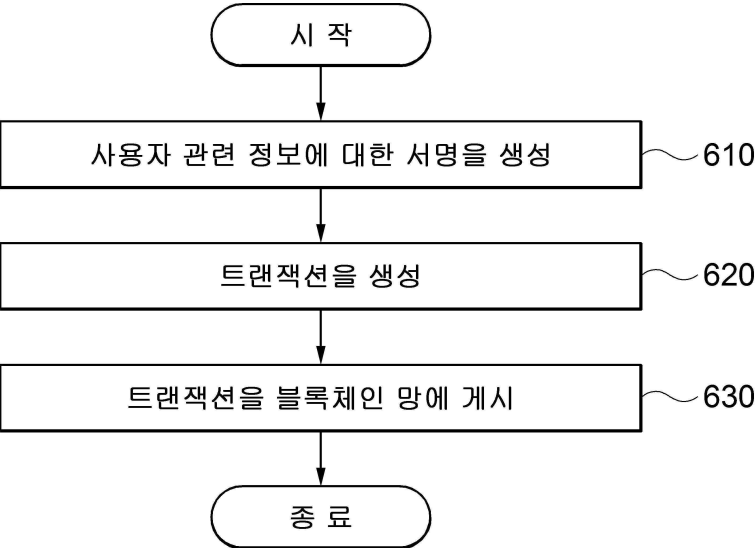 시 작
사용자 관련 정보에 대한 서명을 생성
610
트랜잭션을 생성
620
트랜잭션을 블록체인 망에 게시
630
종 료